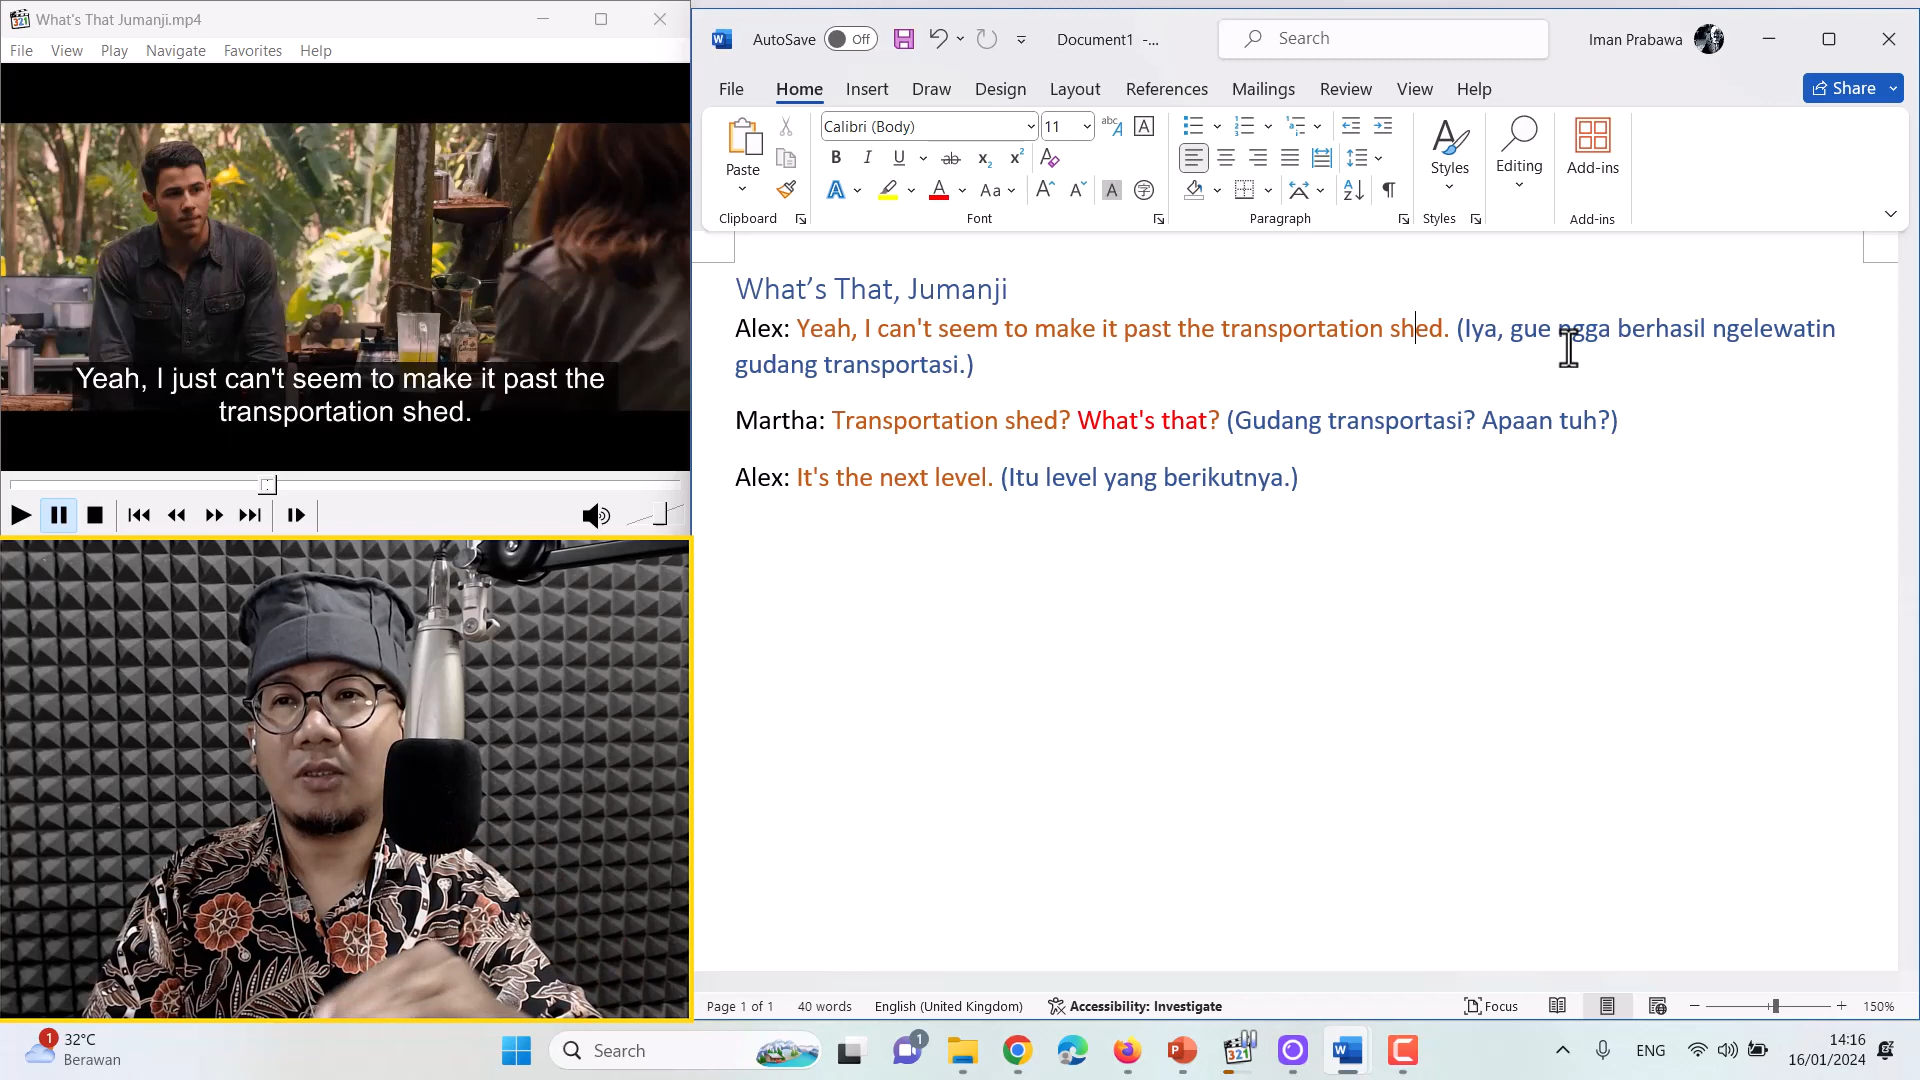 What's That Jumanji.mp4
File View Play Navigate Favorites Help
Yeah, I just can't seem to make it past the
transportation shed.
AutoSave Off Document1 -... Search Iman Prabawa
File Home Insert Draw Design Layout References Mailings Review View Help Share
Paste
Clipboard
Calibri (Body) 11
Font
Paragraph
Styles
Styles
Editing
Add-ins
Add-ins
What's That, Jumanji
Alex: Yeah, I can't seem to make it past the transportation shed. (Iya, gue ngga berhasil ngelewatin
gudang transportasi.)
Martha: Transportation shed? What's that? (Gudang transportasi? Apaan tuh?)
Alex: It's the next level. (Itu level yang berikutnya.)
Page 1 of 1 40 words English (United Kingdom) Accessibility: Investigate Focus 150%
1 32°C
Berawan
Search
1
321
ENG
14:16
16/01/2024